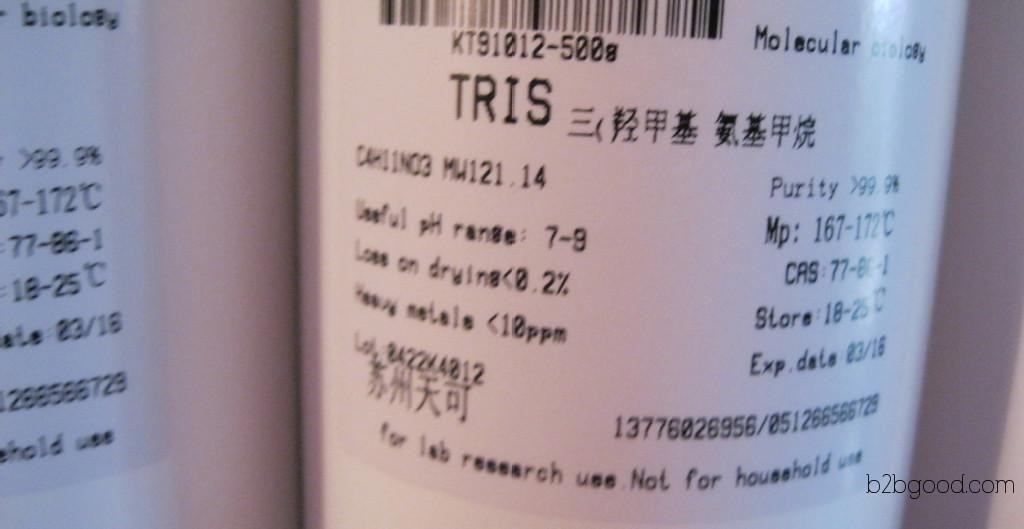 biology
>99.9%
67-172℃
:77-86-1
:18-25℃
ate:03/16
1266566729
ehold use
KT91012-500g
Molecular biology
TRIS 三(羟甲基 氨基甲烷
C4H11NO3 MW121.14
Purity >99.9%
Useful pH range: 7-9
Mp: 167-172℃
Loss on drying<0.2%
CAS:77-86-1
Heavy metals <10ppm
Store:18-25℃
Lot:0422K4012
Exp.date:03/16
苏州天可
13776026956/051266566729
for lab research use.Not for household use
b2bgood.com